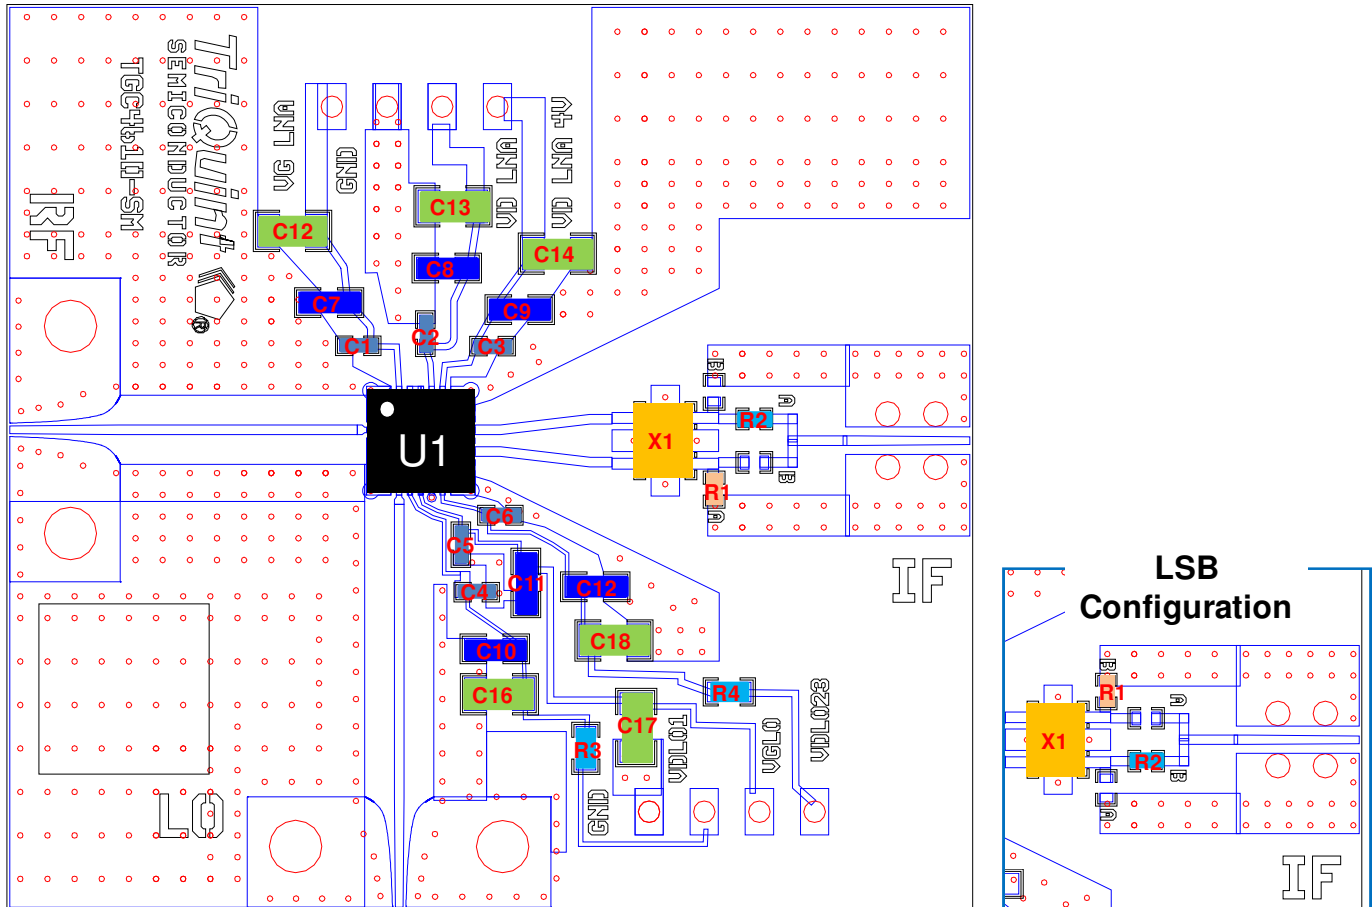 TriQuint
SEMICONDUCTOR
TGC4610-SM
IRF
VG LNA
GND
VD LNA
VD LNA 4V
C12
C13
C14
C8
C7
C9
C1
C2
C3
U1
X1
B
A
R2
R1
B
A
C6
C5
C11
C4
C12
C10
C18
C16
C17
R4
R3
GND
VDLO1
VGLO
VDLO23
LO
IF
LSB
Configuration
B
R1
A
X1
R2
B
A
IF
®